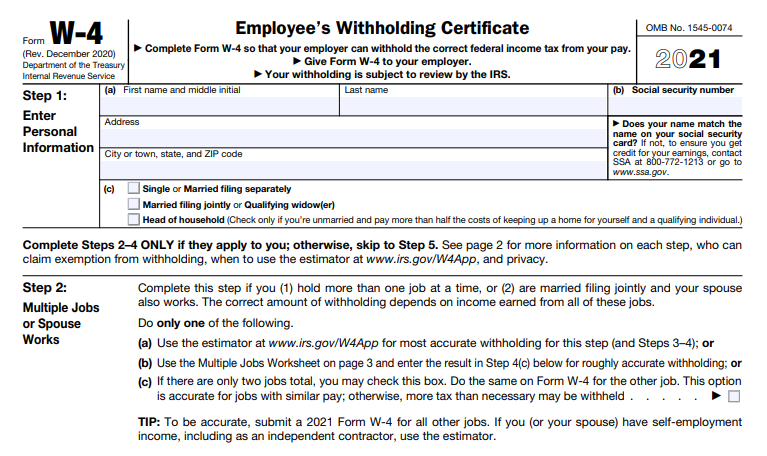 Form W-4
(Rev. December 2020)
Department of the Treasury
Internal Revenue Service
Employee's Withholding Certificate
▶ Complete Form W-4 so that your employer can withhold the correct federal income tax from your pay.
▶ Give Form W-4 to your employer.
▶ Your withholding is subject to review by the IRS.
OMB No. 1545-0074
2021
Step 1:
Enter
Personal
Information
(a) First name and middle initial
Last name
(b) Social security number
Address
City or town, state, and ZIP code
▶ Does your name match the
name on your social security
card? If not, to ensure you get
credit for your earnings, contact
SSA at 800-772-1213 or go to
www.ssa.gov.
(c) Single or Married filing separately
Married filing jointly or Qualifying widow(er)
Head of household (Check only if you're unmarried and pay more than half the costs of keeping up a home for yourself and a qualifying individual.)
Complete Steps 2–4 ONLY if they apply to you; otherwise, skip to Step 5. See page 2 for more information on each step, who can
claim exemption from withholding, when to use the estimator at www.irs.gov/W4App, and privacy.
Step 2:
Multiple Jobs
or Spouse
Works
Complete this step if you (1) hold more than one job at a time, or (2) are married filing jointly and your spouse
also works. The correct amount of withholding depends on income earned from all of these jobs.
Do only one of the following.
(a) Use the estimator at www.irs.gov/W4App for most accurate withholding for this step (and Steps 3–4); or
(b) Use the Multiple Jobs Worksheet on page 3 and enter the result in Step 4(c) below for roughly accurate withholding; or
(c) If there are only two jobs total, you may check this box. Do the same on Form W-4 for the other job. This option
is accurate for jobs with similar pay; otherwise, more tax than necessary may be withheld . . . . . ▶
TIP: To be accurate, submit a 2021 Form W-4 for all other jobs. If you (or your spouse) have self-employment
income, including as an independent contractor, use the estimator.